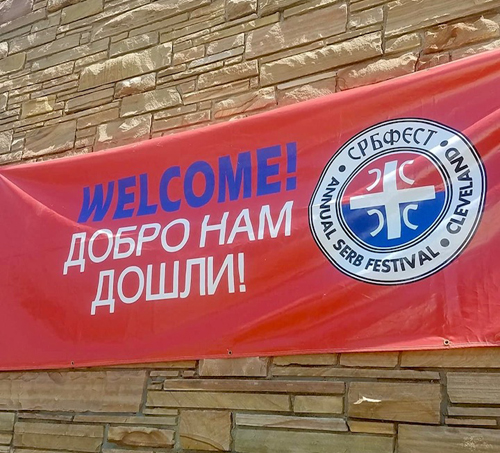 WELCOME!
ДОБРО НАМ
ДОШЛИ!
• СРБФЕСТ •
ANNUAL SERB FESTIVAL • CLEVELAND